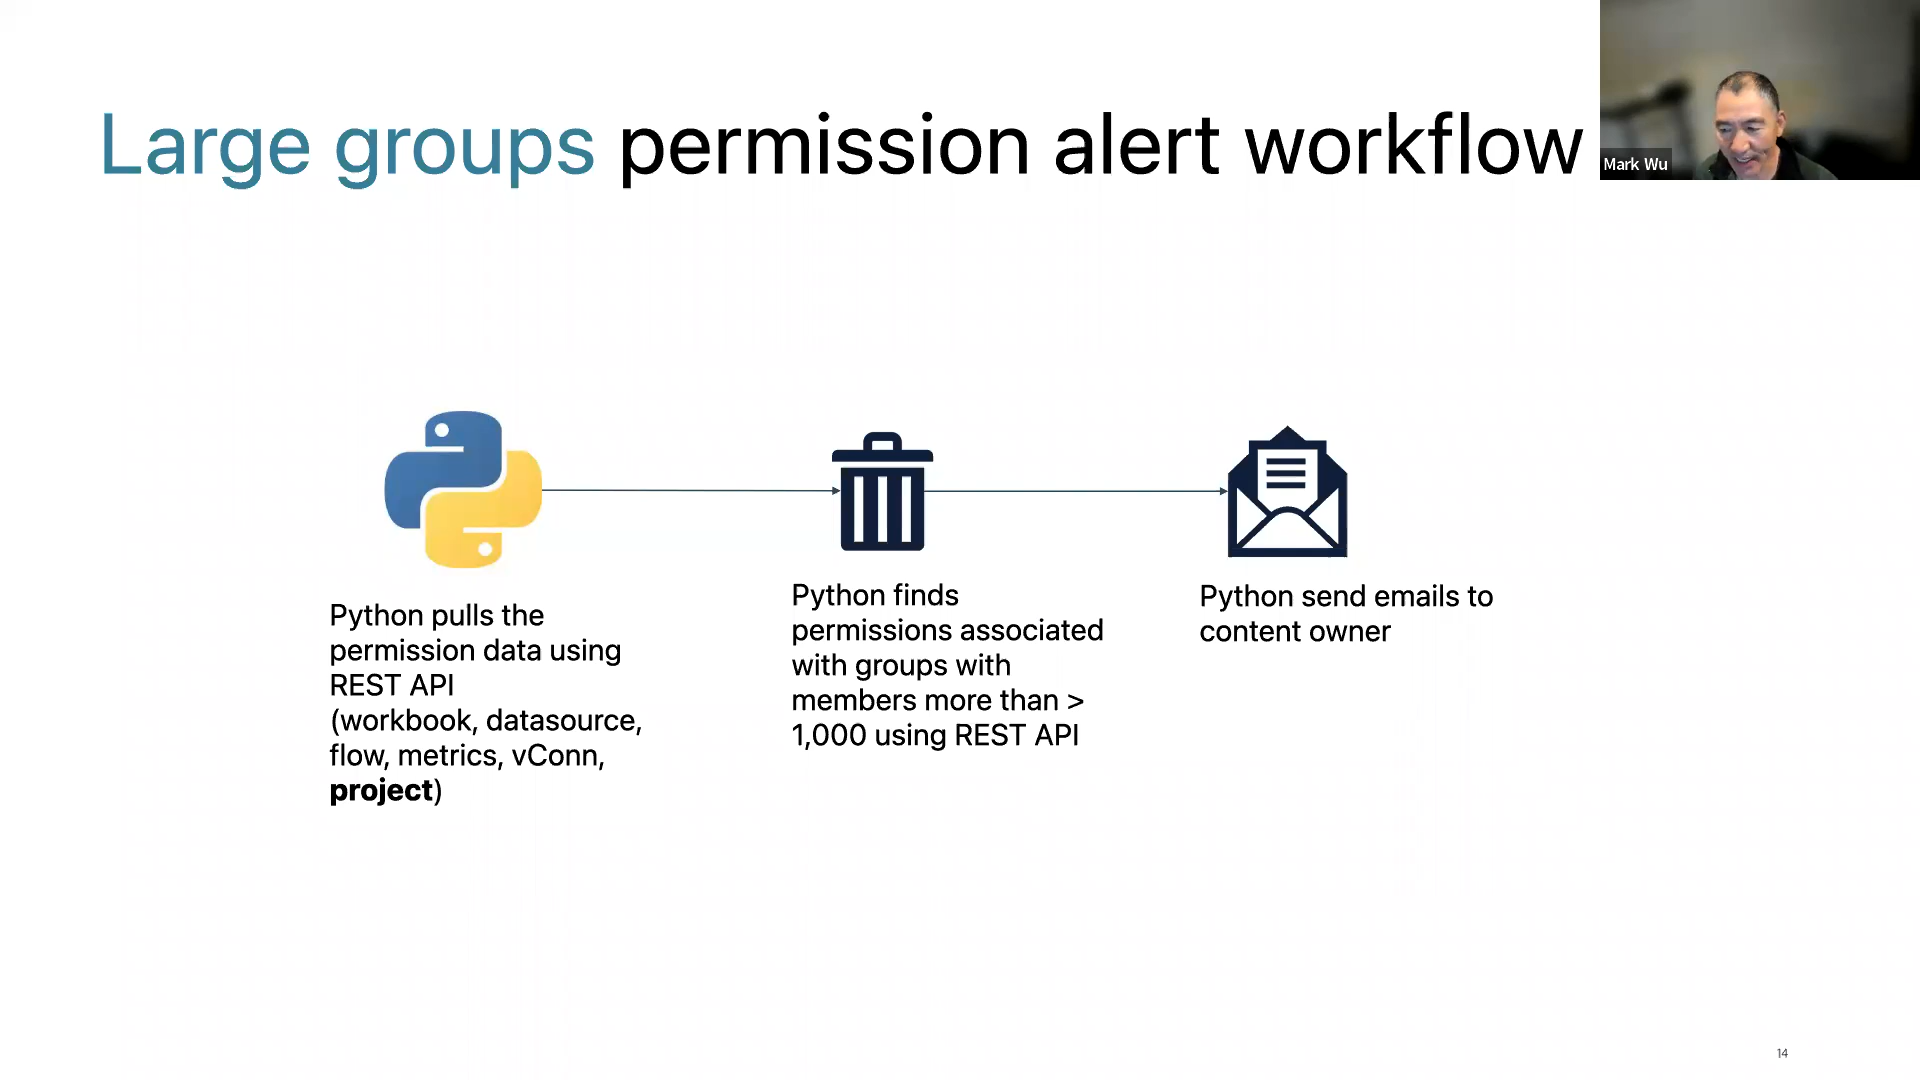 Large groups permission alert workflow
Mark Wu
Python pulls the
permission data using
REST API
(workbook, datasource,
flow, metrics, vConn,
project)
Python finds
permissions associated
with groups with
members more than >
1,000 using REST API
Python send emails to
content owner
14